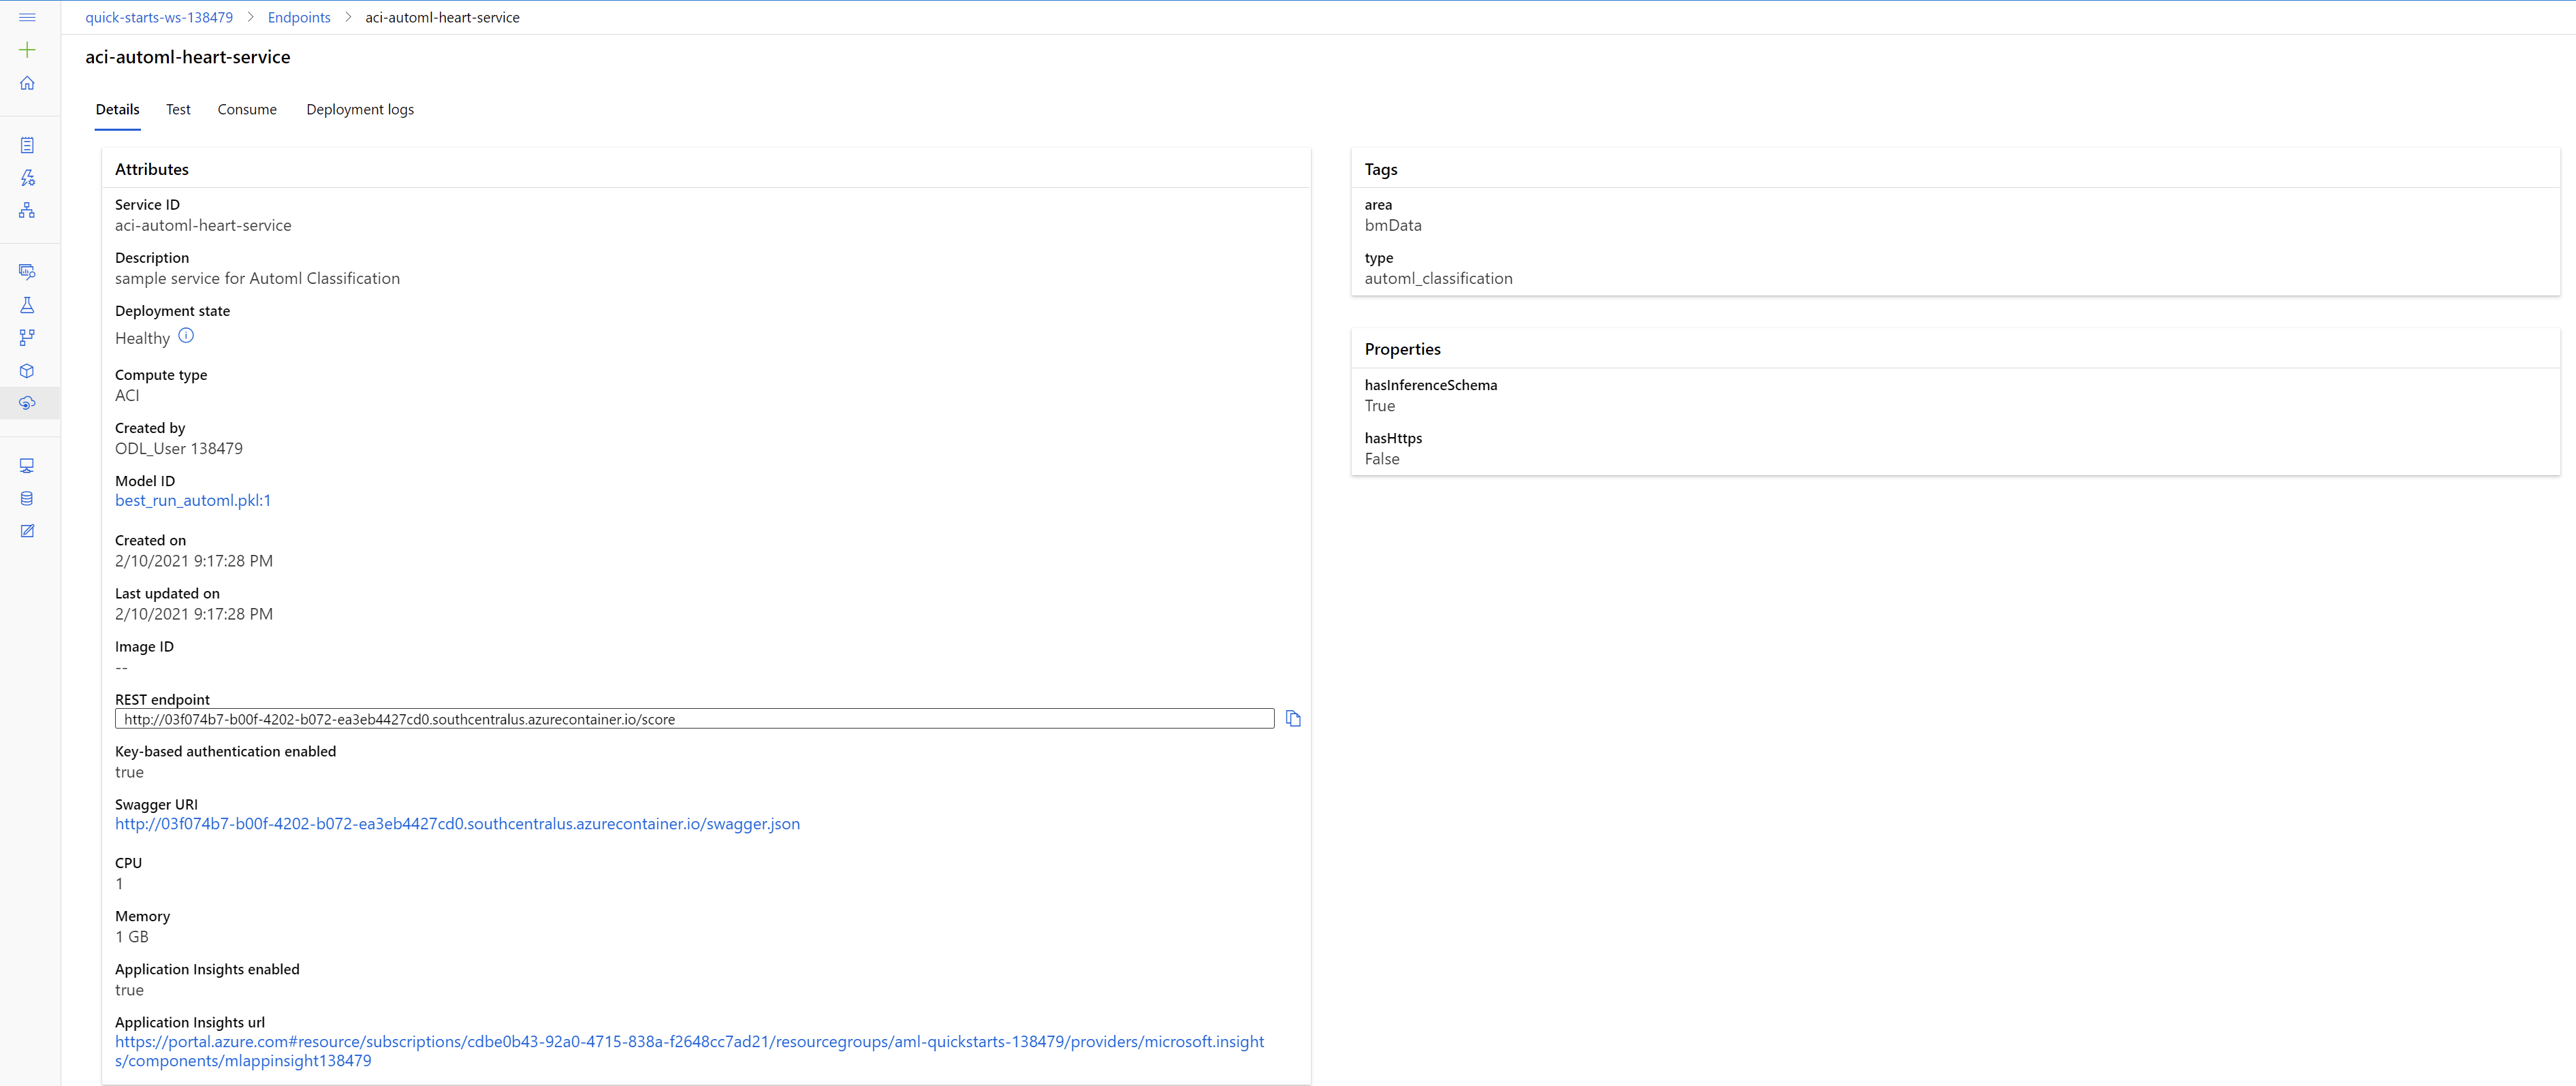 quick-starts-ws-138479 > Endpoints > aci-automl-heart-service
aci-automl-heart-service
Details Test Consume Deployment logs
Attributes
Service ID
aci-automl-heart-service
Description
sample service for Automl Classification
Deployment state
Healthy
Compute type
ACI
Created by
ODL_User 138479
Model ID
best_run_automl.pkl:1
Created on
2/10/2021 9:17:28 PM
Last updated on
2/10/2021 9:17:28 PM
Image ID
--
REST endpoint
http://03f074b7-b00f-4202-b072-ea3eb4427cd0.southcentralus.azurecontainer.io/score
Key-based authentication enabled
true
Swagger URI
http://03f074b7-b00f-4202-b072-ea3eb4427cd0.southcentralus.azurecontainer.io/swagger.json
CPU
1
Memory
1 GB
Application Insights enabled
true
Application Insights url
https://portal.azure.com#resource/subscriptions/cdbe0b43-92a0-4715-838a-f2648cc7ad21/resourcegroups/aml-quickstarts-138479/providers/microsoft.insight
s/components/mlappinsight138479
Tags
area
bmData
type
automl_classification
Properties
hasInferenceSchema
True
hasHttps
False